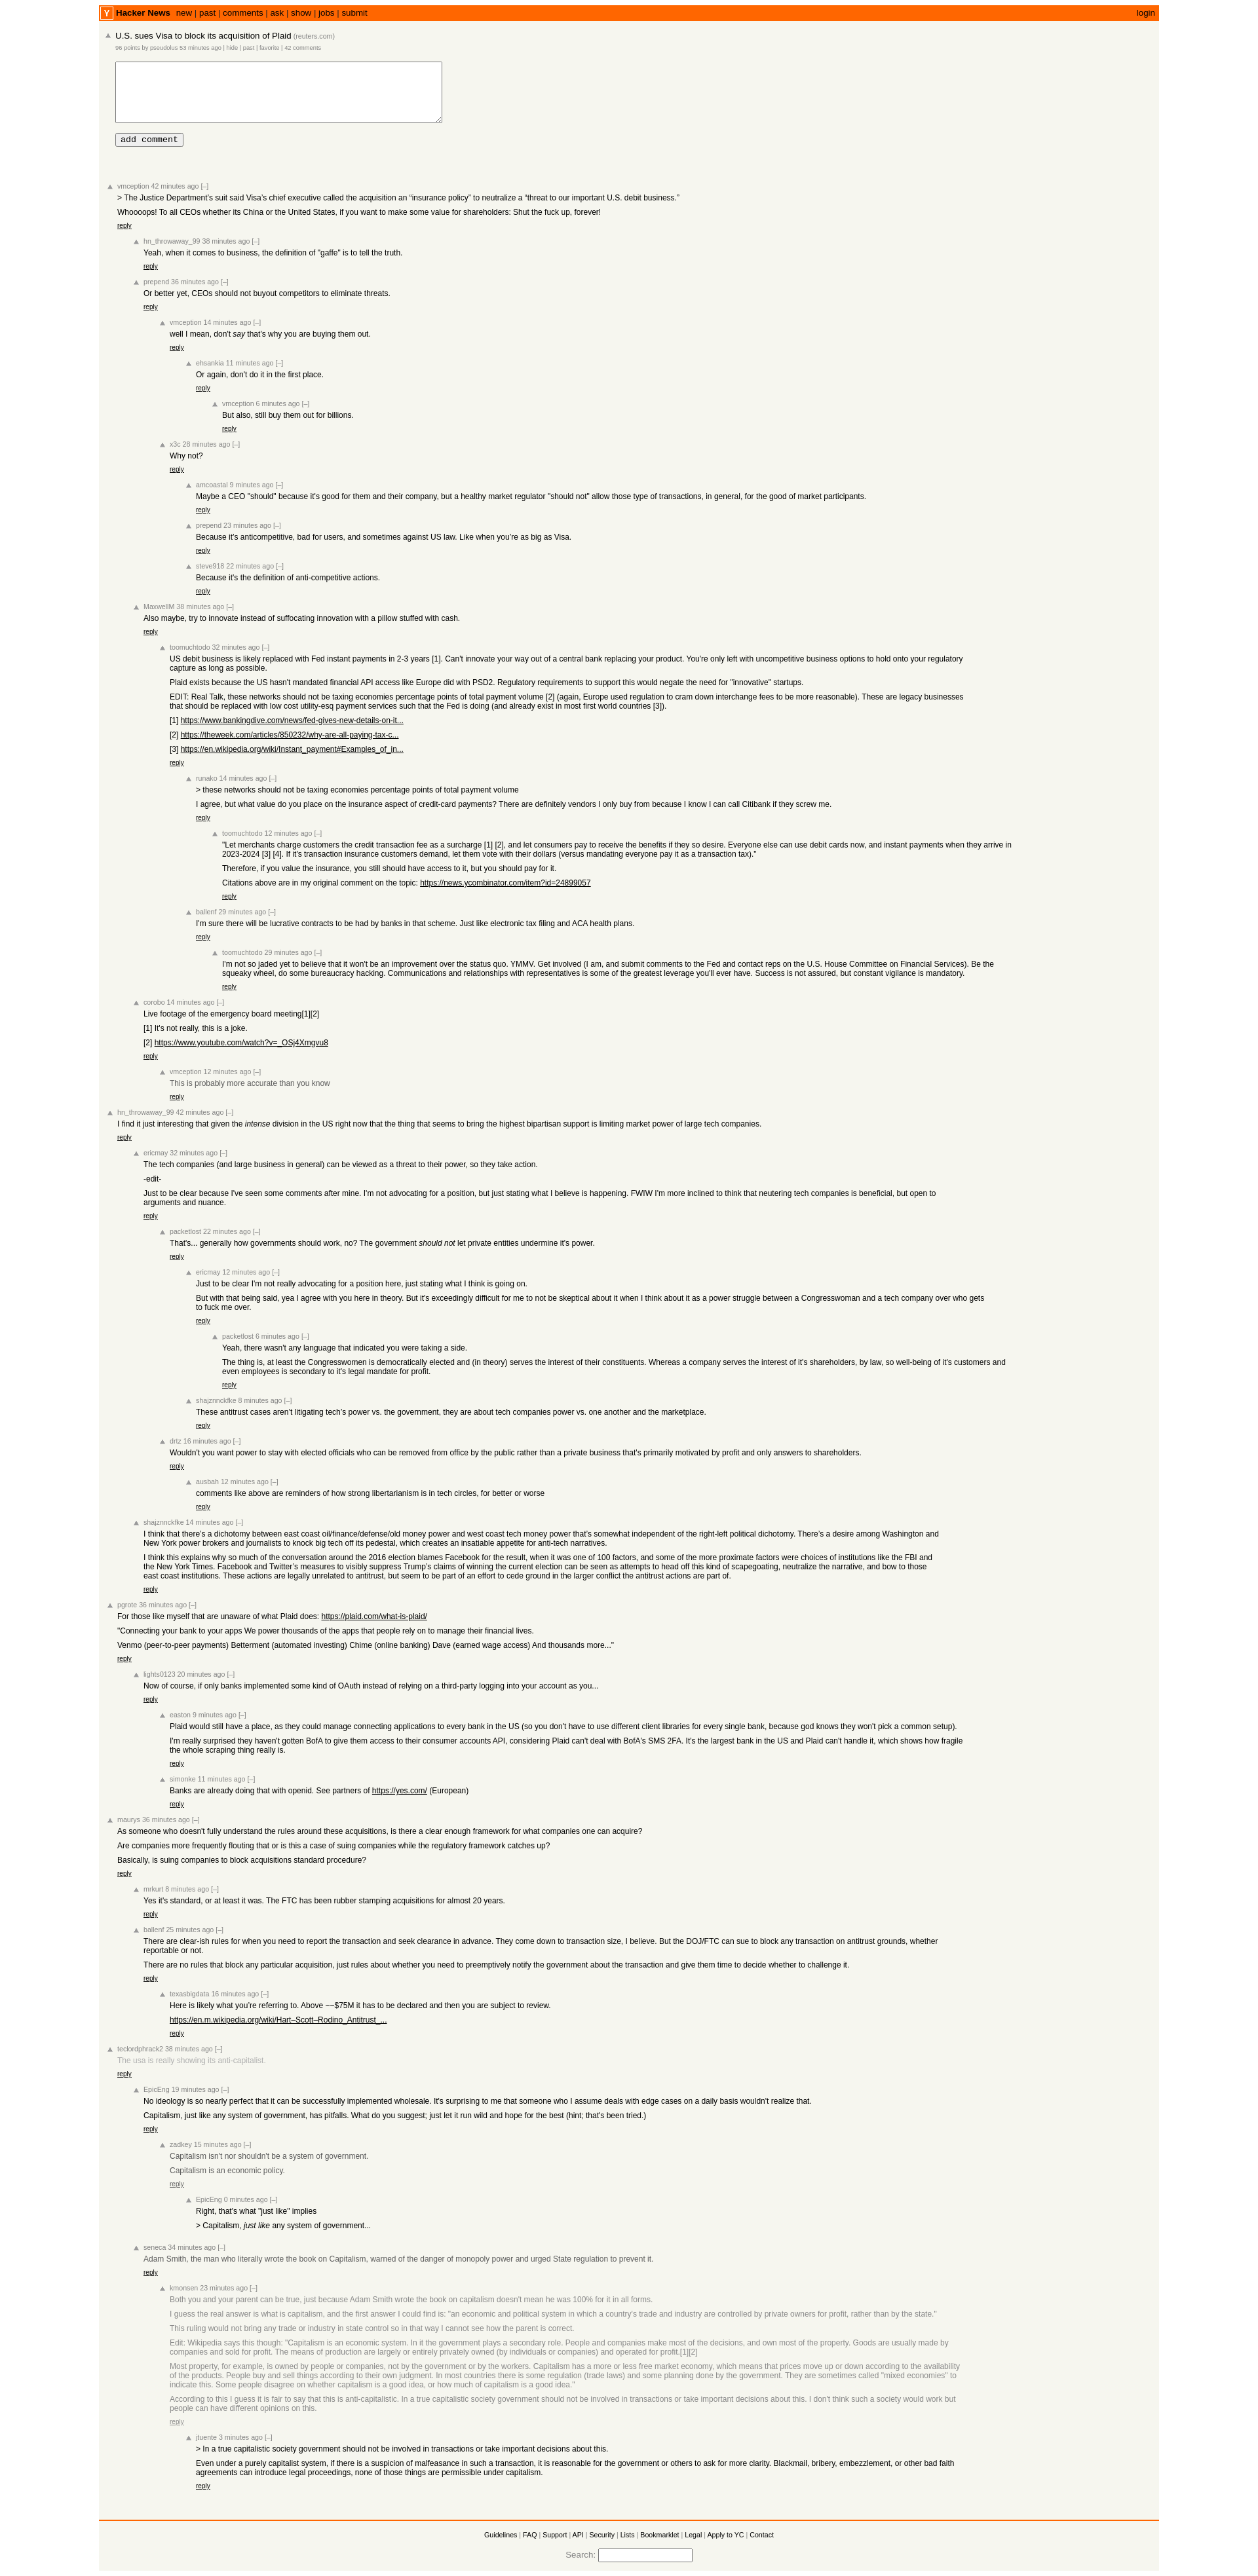 Y Hacker News new | past | comments | ask | show | jobs | submit login
U.S. sues Visa to block its acquisition of Plaid (reuters.com)
96 points by pseudolus 53 minutes ago | hide | past | favorite | 42 comments
add comment
vmception 42 minutes ago [–]
> The Justice Department's suit said Visa's chief executive called the acquisition an “insurance policy” to neutralize a “threat to our important U.S. debit business.”
Whoooops! To all CEOs whether its China or the United States, if you want to make some value for shareholders: Shut the fuck up, forever!
reply
hn_throwaway_99 38 minutes ago [–]
Yeah, when it comes to business, the definition of "gaffe" is to tell the truth.
reply
prepend 36 minutes ago [–]
Or better yet, CEOs should not buyout competitors to eliminate threats.
reply
vmception 14 minutes ago [–]
well I mean, don't say that's why you are buying them out.
reply
ehsankia 11 minutes ago [–]
Or again, don't do it in the first place.
reply
vmception 6 minutes ago [–]
But also, still buy them out for billions.
reply
x3c 28 minutes ago [–]
Why not?
reply
amcoastal 9 minutes ago [–]
Maybe a CEO "should" because it's good for them and their company, but a healthy market regulator "should not" allow those type of transactions, in general, for the good of market participants.
reply
prepend 23 minutes ago [–]
Because it's anticompetitive, bad for users, and sometimes against US law. Like when you're as big as Visa.
reply
steve918 22 minutes ago [–]
Because it's the definition of anti-competitive actions.
reply
MaxwellM 38 minutes ago [–]
Also maybe, try to innovate instead of suffocating innovation with a pillow stuffed with cash.
reply
toomuchtodo 32 minutes ago [–]
US debit business is likely replaced with Fed instant payments in 2-3 years [1]. Can't innovate your way out of a central bank replacing your product. You're only left with uncompetitive business options to hold onto your regulatory
capture as long as possible.
Plaid exists because the US hasn't mandated financial API access like Europe did with PSD2. Regulatory requirements to support this would negate the need for "innovative" startups.
EDIT: Real Talk, these networks should not be taxing economies percentage points of total payment volume [2] (again, Europe used regulation to cram down interchange fees to be more reasonable). These are legacy businesses
that should be replaced with low cost utility-esq payment services such that the Fed is doing (and already exist in most first world countries [3]).
[1] https://www.bankingdive.com/news/fed-gives-new-details-on-it...
[2] https://theweek.com/articles/850232/why-are-all-paying-tax-c...
[3] https://en.wikipedia.org/wiki/Instant_payment#Examples_of_in...
reply
runako 14 minutes ago [–]
> these networks should not be taxing economies percentage points of total payment volume
I agree, but what value do you place on the insurance aspect of credit-card payments? There are definitely vendors I only buy from because I know I can call Citibank if they screw me.
reply
toomuchtodo 12 minutes ago [–]
"Let merchants charge customers the credit transaction fee as a surcharge [1] [2], and let consumers pay to receive the benefits if they so desire. Everyone else can use debit cards now, and instant payments when they arrive in
2023-2024 [3] [4]. If it's transaction insurance customers demand, let them vote with their dollars (versus mandating everyone pay it as a transaction tax)."
Therefore, if you value the insurance, you still should have access to it, but you should pay for it.
Citations above are in my original comment on the topic: https://news.ycombinator.com/item?id=24899057
reply
ballenf 29 minutes ago [–]
I'm sure there will be lucrative contracts to be had by banks in that scheme. Just like electronic tax filing and ACA health plans.
reply
toomuchtodo 29 minutes ago [–]
I'm not so jaded yet to believe that it won't be an improvement over the status quo. YMMV. Get involved (I am, and submit comments to the Fed and contact reps on the U.S. House Committee on Financial Services). Be the
squeaky wheel, do some bureaucracy hacking. Communications and relationships with representatives is some of the greatest leverage you'll ever have. Success is not assured, but constant vigilance is mandatory.
reply
corobo 14 minutes ago [–]
Live footage of the emergency board meeting[1][2]
[1] It's not really, this is a joke.
[2] https://www.youtube.com/watch?v=_OSj4Xmgvu8
reply
vmception 12 minutes ago [–]
This is probably more accurate than you know
reply
hn_throwaway_99 42 minutes ago [–]
I find it just interesting that given the intense division in the US right now that the thing that seems to bring the highest bipartisan support is limiting market power of large tech companies.
reply
ericmay 32 minutes ago [–]
The tech companies (and large business in general) can be viewed as a threat to their power, so they take action.
-edit-
Just to be clear because I've seen some comments after mine. I'm not advocating for a position, but just stating what I believe is happening. FWIW I'm more inclined to think that neutering tech companies is beneficial, but open to
arguments and nuance.
reply
packetlost 22 minutes ago [–]
That's... generally how governments should work, no? The government should not let private entities undermine it's power.
reply
ericmay 12 minutes ago [–]
Just to be clear I'm not really advocating for a position here, just stating what I think is going on.
But with that being said, yea I agree with you here in theory. But it's exceedingly difficult for me to not be skeptical about it when I think about it as a power struggle between a Congresswoman and a tech company over who gets
to fuck me over.
reply
packetlost 6 minutes ago [–]
Yeah, there wasn't any language that indicated you were taking a side.
The thing is, at least the Congresswomen is democratically elected and (in theory) serves the interest of their constituents. Whereas a company serves the interest of it's shareholders, by law, so well-being of it's customers and
even employees is secondary to it's legal mandate for profit.
reply
shajznnckfke 8 minutes ago [–]
These antitrust cases aren't litigating tech's power vs. the government, they are about tech companies power vs. one another and the marketplace.
reply
drtz 16 minutes ago [–]
Wouldn't you want power to stay with elected officials who can be removed from office by the public rather than a private business that's primarily motivated by profit and only answers to shareholders.
reply
ausbah 12 minutes ago [–]
comments like above are reminders of how strong libertarianism is in tech circles, for better or worse
reply
shajznnckfke 14 minutes ago [–]
I think that there's a dichotomy between east coast oil/finance/defense/old money power and west coast tech money power that's somewhat independent of the right-left political dichotomy. There's a desire among Washington and
New York power brokers and journalists to knock big tech off its pedestal, which creates an insatiable appetite for anti-tech narratives.
I think this explains why so much of the conversation around the 2016 election blames Facebook for the result, when it was one of 100 factors, and some of the more proximate factors were choices of institutions like the FBI and
the New York Times. Facebook and Twitter's measures to visibly suppress Trump's claims of winning the current election can be seen as attempts to head off this kind of scapegoating, neutralize the narrative, and bow to those
east coast institutions. These actions are legally unrelated to antitrust, but seem to be part of an effort to cede ground in the larger conflict the antitrust actions are part of.
reply
pgrote 36 minutes ago [–]
For those like myself that are unaware of what Plaid does: https://plaid.com/what-is-plaid/
"Connecting your bank to your apps We power thousands of the apps that people rely on to manage their financial lives.
Venmo (peer-to-peer payments) Betterment (automated investing) Chime (online banking) Dave (earned wage access) And thousands more..."
reply
lights0123 20 minutes ago [–]
Now of course, if only banks implemented some kind of OAuth instead of relying on a third-party logging into your account as you...
reply
easton 9 minutes ago [–]
Plaid would still have a place, as they could manage connecting applications to every bank in the US (so you don't have to use different client libraries for every single bank, because god knows they won't pick a common setup).
I'm really surprised they haven't gotten BofA to give them access to their consumer accounts API, considering Plaid can't deal with BofA's SMS 2FA. It's the largest bank in the US and Plaid can't handle it, which shows how fragile
the whole scraping thing really is.
reply
simonke 11 minutes ago [–]
Banks are already doing that with openid. See partners of https://yes.com/ (European)
reply
maurys 36 minutes ago [–]
As someone who doesn't fully understand the rules around these acquisitions, is there a clear enough framework for what companies one can acquire?
Are companies more frequently flouting that or is this a case of suing companies while the regulatory framework catches up?
Basically, is suing companies to block acquisitions standard procedure?
reply
mrkurt 8 minutes ago [–]
Yes it's standard, or at least it was. The FTC has been rubber stamping acquisitions for almost 20 years.
reply
ballenf 25 minutes ago [–]
There are clear-ish rules for when you need to report the transaction and seek clearance in advance. They come down to transaction size, I believe. But the DOJ/FTC can sue to block any transaction on antitrust grounds, whether
reportable or not.
There are no rules that block any particular acquisition, just rules about whether you need to preemptively notify the government about the transaction and give them time to decide whether to challenge it.
reply
texasbigdata 16 minutes ago [–]
Here is likely what you're referring to. Above ~~$75M it has to be declared and then you are subject to review.
https://en.m.wikipedia.org/wiki/Hart–Scott–Rodino_Antitrust_...
reply
teclordphrack2 38 minutes ago [–]
The usa is really showing its anti-capitalist.
reply
EpicEng 19 minutes ago [–]
No ideology is so nearly perfect that it can be successfully implemented wholesale. It's surprising to me that someone who I assume deals with edge cases on a daily basis wouldn't realize that.
Capitalism, just like any system of government, has pitfalls. What do you suggest; just let it run wild and hope for the best (hint; that's been tried.)
reply
zadkey 15 minutes ago [–]
Capitalism isn't nor shouldn't be a system of government.
Capitalism is an economic policy.
reply
EpicEng 0 minutes ago [–]
Right, that's what "just like" implies
> Capitalism, just like any system of government...
seneca 34 minutes ago [–]
Adam Smith, the man who literally wrote the book on Capitalism, warned of the danger of monopoly power and urged State regulation to prevent it.
reply
kmonsen 23 minutes ago [–]
Both you and your parent can be true, just because Adam Smith wrote the book on capitalism doesn't mean he was 100% for it in all forms.
I guess the real answer is what is capitalism, and the first answer I could find is: "an economic and political system in which a country's trade and industry are controlled by private owners for profit, rather than by the state."
This ruling would not bring any trade or industry in state control so in that way I cannot see how the parent is correct.
Edit: Wikipedia says this though: "Capitalism is an economic system. In it the government plays a secondary role. People and companies make most of the decisions, and own most of the property. Goods are usually made by
companies and sold for profit. The means of production are largely or entirely privately owned (by individuals or companies) and operated for profit.[1][2]
Most property, for example, is owned by people or companies, not by the government or by the workers. Capitalism has a more or less free market economy, which means that prices move up or down according to the availability
of the products. People buy and sell things according to their own judgment. In most countries there is some regulation (trade laws) and some planning done by the government. They are sometimes called "mixed economies" to
indicate this. Some people disagree on whether capitalism is a good idea, or how much of capitalism is a good idea."
According to this I guess it is fair to say that this is anti-capitalistic. In a true capitalistic society government should not be involved in transactions or take important decisions about this. I don't think such a society would work but
people can have different opinions on this.
reply
jtuente 3 minutes ago [–]
> In a true capitalistic society government should not be involved in transactions or take important decisions about this.
Even under a purely capitalist system, if there is a suspicion of malfeasance in such a transaction, it is reasonable for the government or others to ask for more clarity. Blackmail, bribery, embezzlement, or other bad faith
agreements can introduce legal proceedings, none of those things are permissible under capitalism.
reply
Guidelines | FAQ | Support | API | Security | Lists | Bookmarklet | Legal | Apply to YC | Contact
Search: